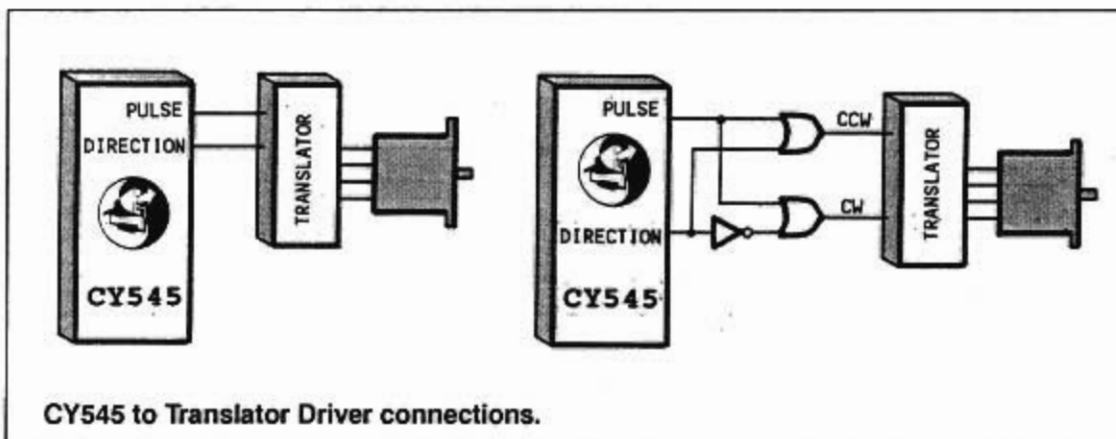 PULSE
DIRECTION
CY545
TRANSLATOR
PULSE
DIRECTION
CY545
CCW
CW
TRANSLATOR
CY545 to Translator Driver connections.